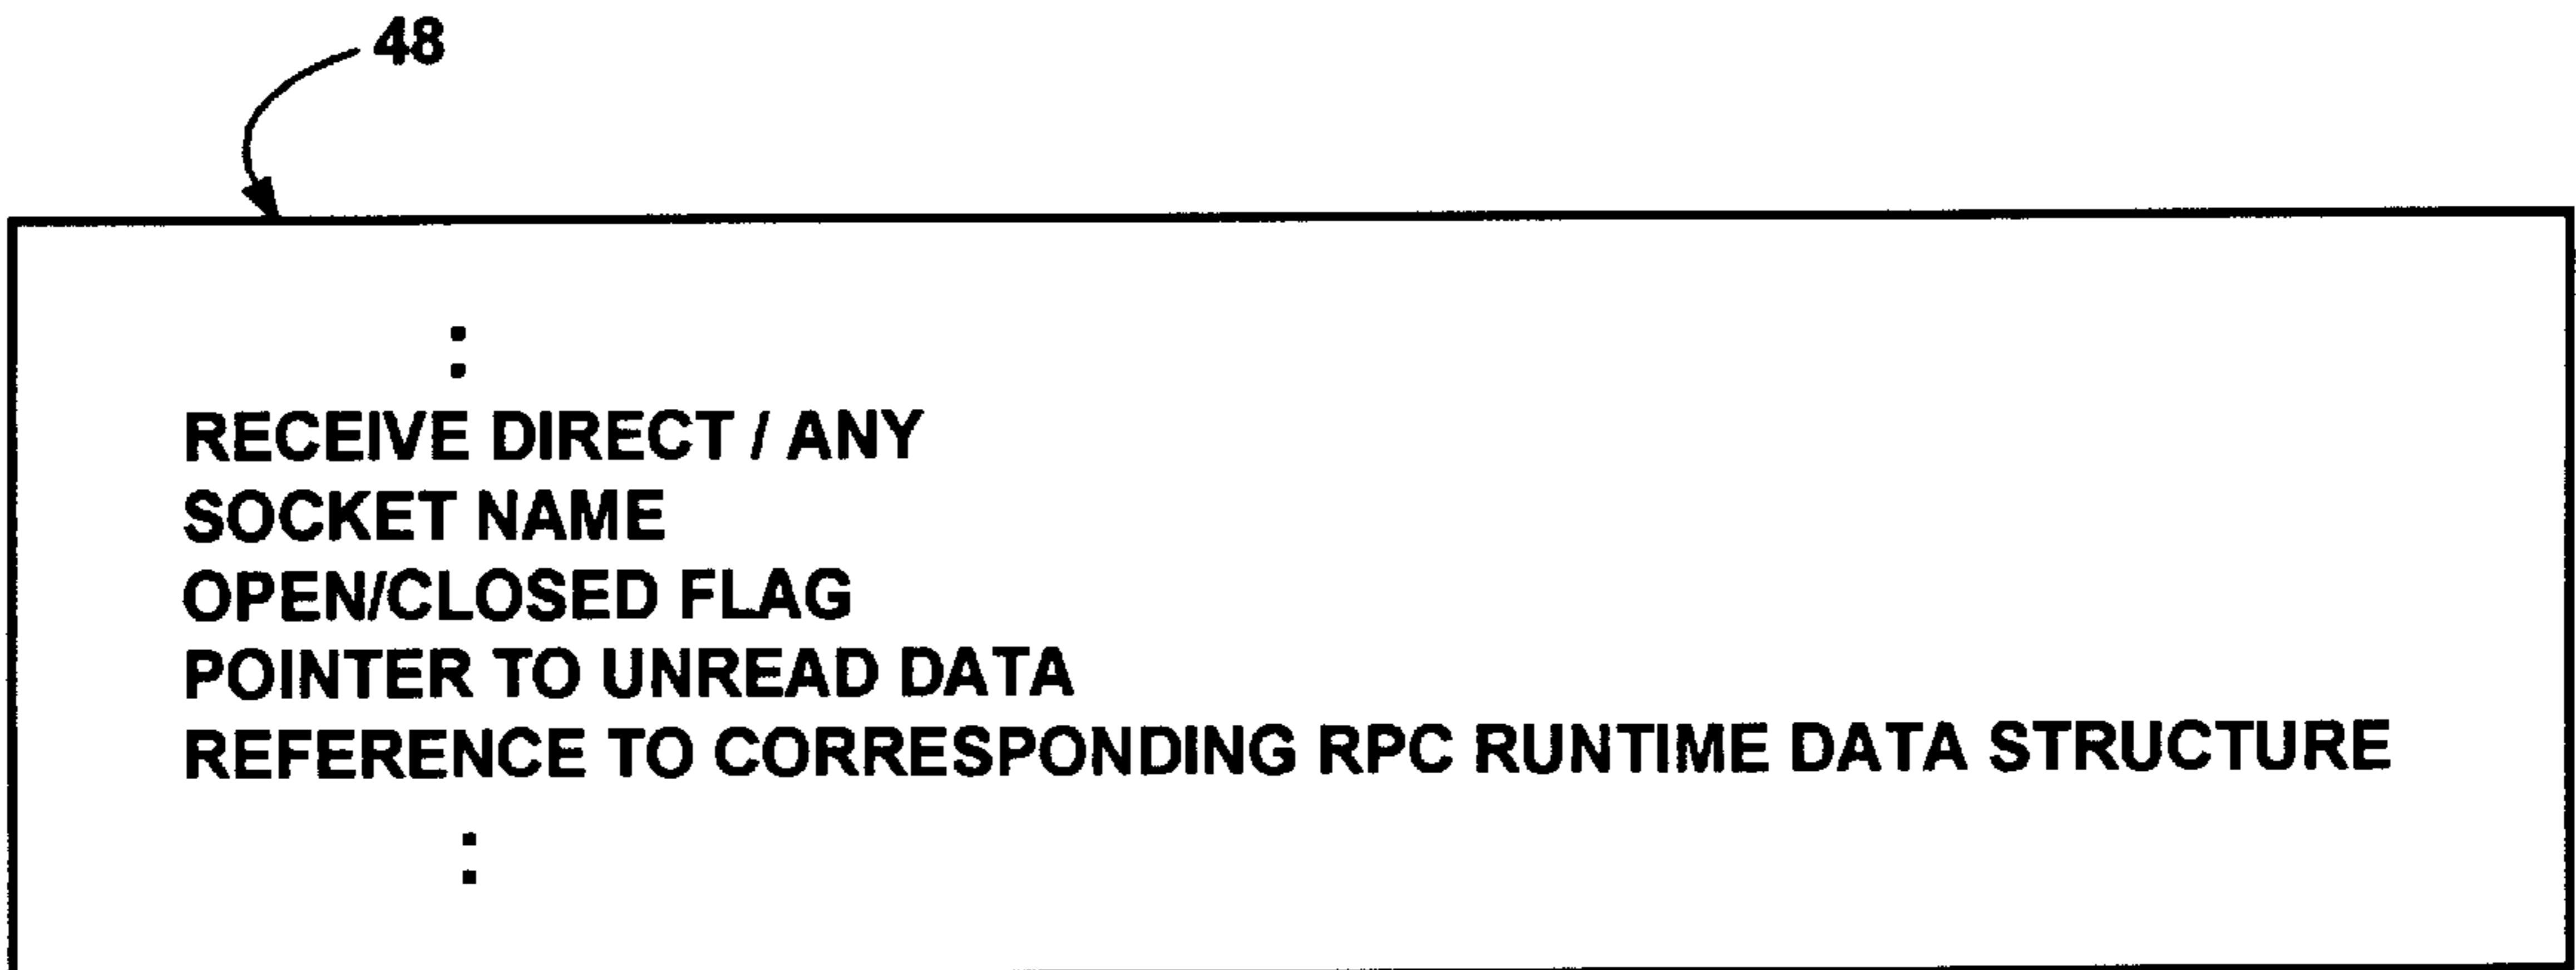 48
:
RECEIVE DIRECT / ANY
SOCKET NAME
OPEN/CLOSED FLAG
POINTER TO UNREAD DATA
REFERENCE TO CORRESPONDING RPC RUNTIME DATA STRUCTURE
: